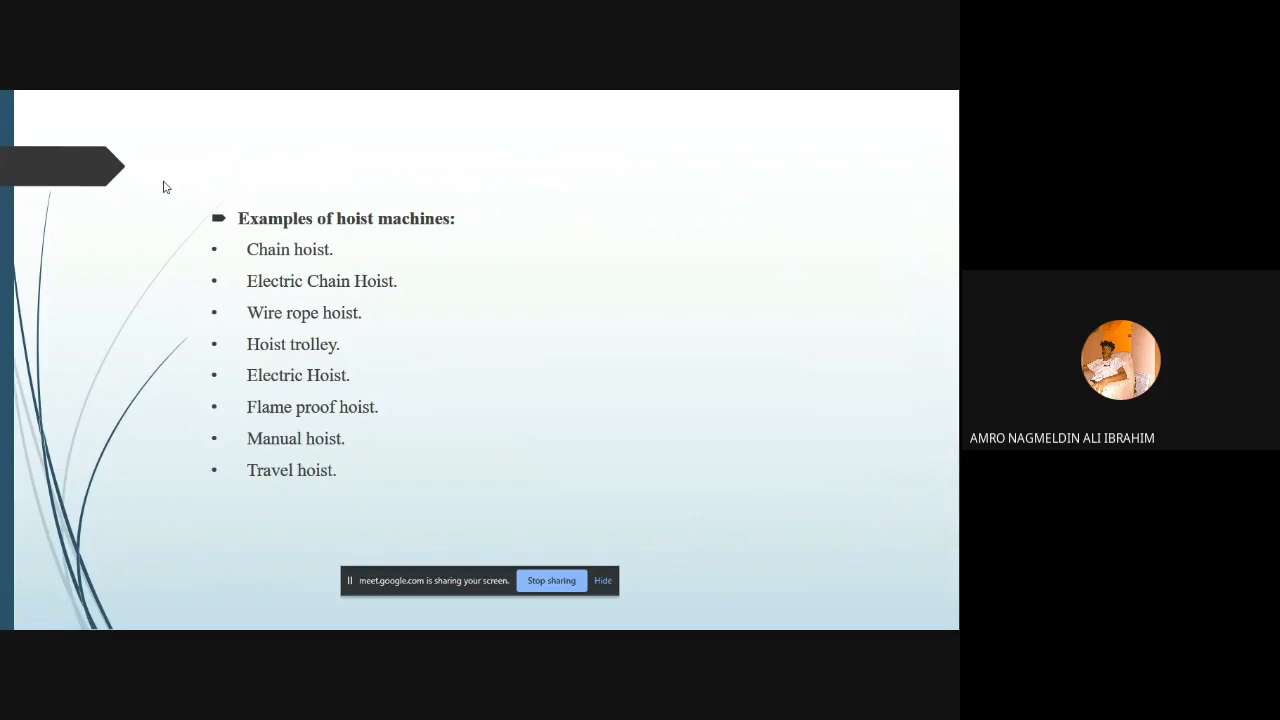 Examples of hoist machines:
• Chain hoist.
• Electric Chain Hoist.
• Wire rope hoist.
• Hoist trolley.
• Electric Hoist.
• Flame proof hoist.
• Manual hoist.
• Travel hoist.
meet.google.com is sharing your screen. Stop sharing Hide
AMRO NAGMELDIN ALI IBRAHIM